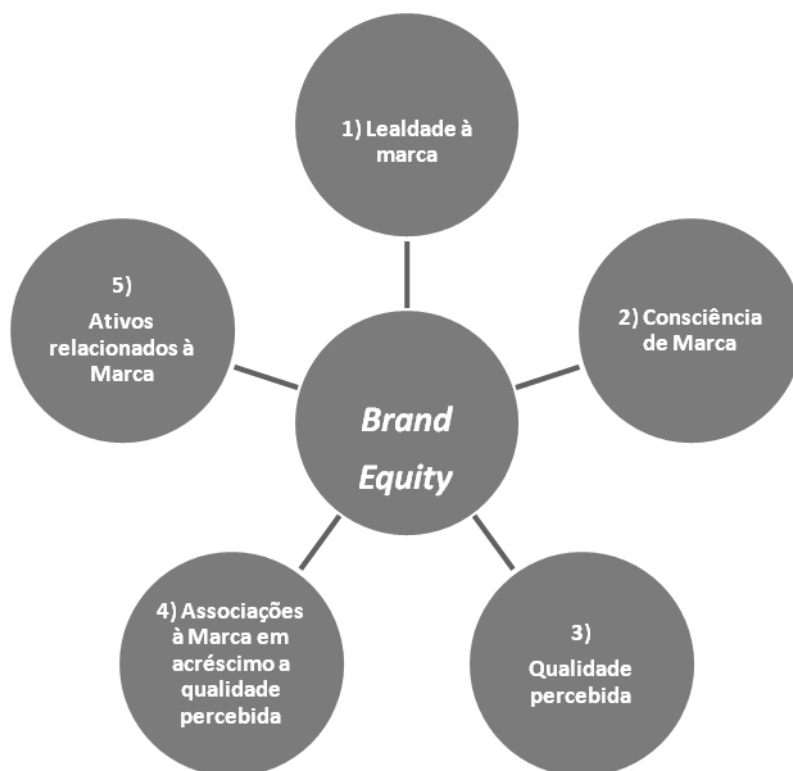 1) Lealdade à
marca
2) Consciência
de Marca
3)
Qualidade
percebida
4) Associações
à Marca em
acréscimo a
qualidade
percebida
5)
Ativos
relacionados à
Marca
Brand
Equity